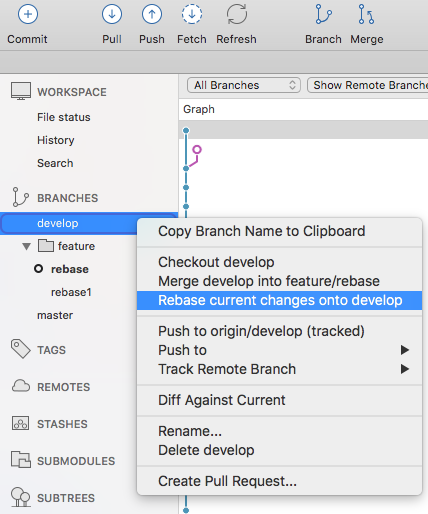 Commit
Pull
Push
Fetch
Refresh
Branch
Merge
WORKSPACE
File status
History
Search
BRANCHES
develop
feature
rebase
rebase1
master
TAGS
REMOTES
STASHES
SUBMODULES
SUBTREES
All Branches
Show Remote Branche
Graph
Copy Branch Name to Clipboard
Checkout develop
Merge develop into feature/rebase
Rebase current changes onto develop
Push to origin/develop (tracked)
Push to
Track Remote Branch
Diff Against Current
Rename...
Delete develop
Create Pull Request...